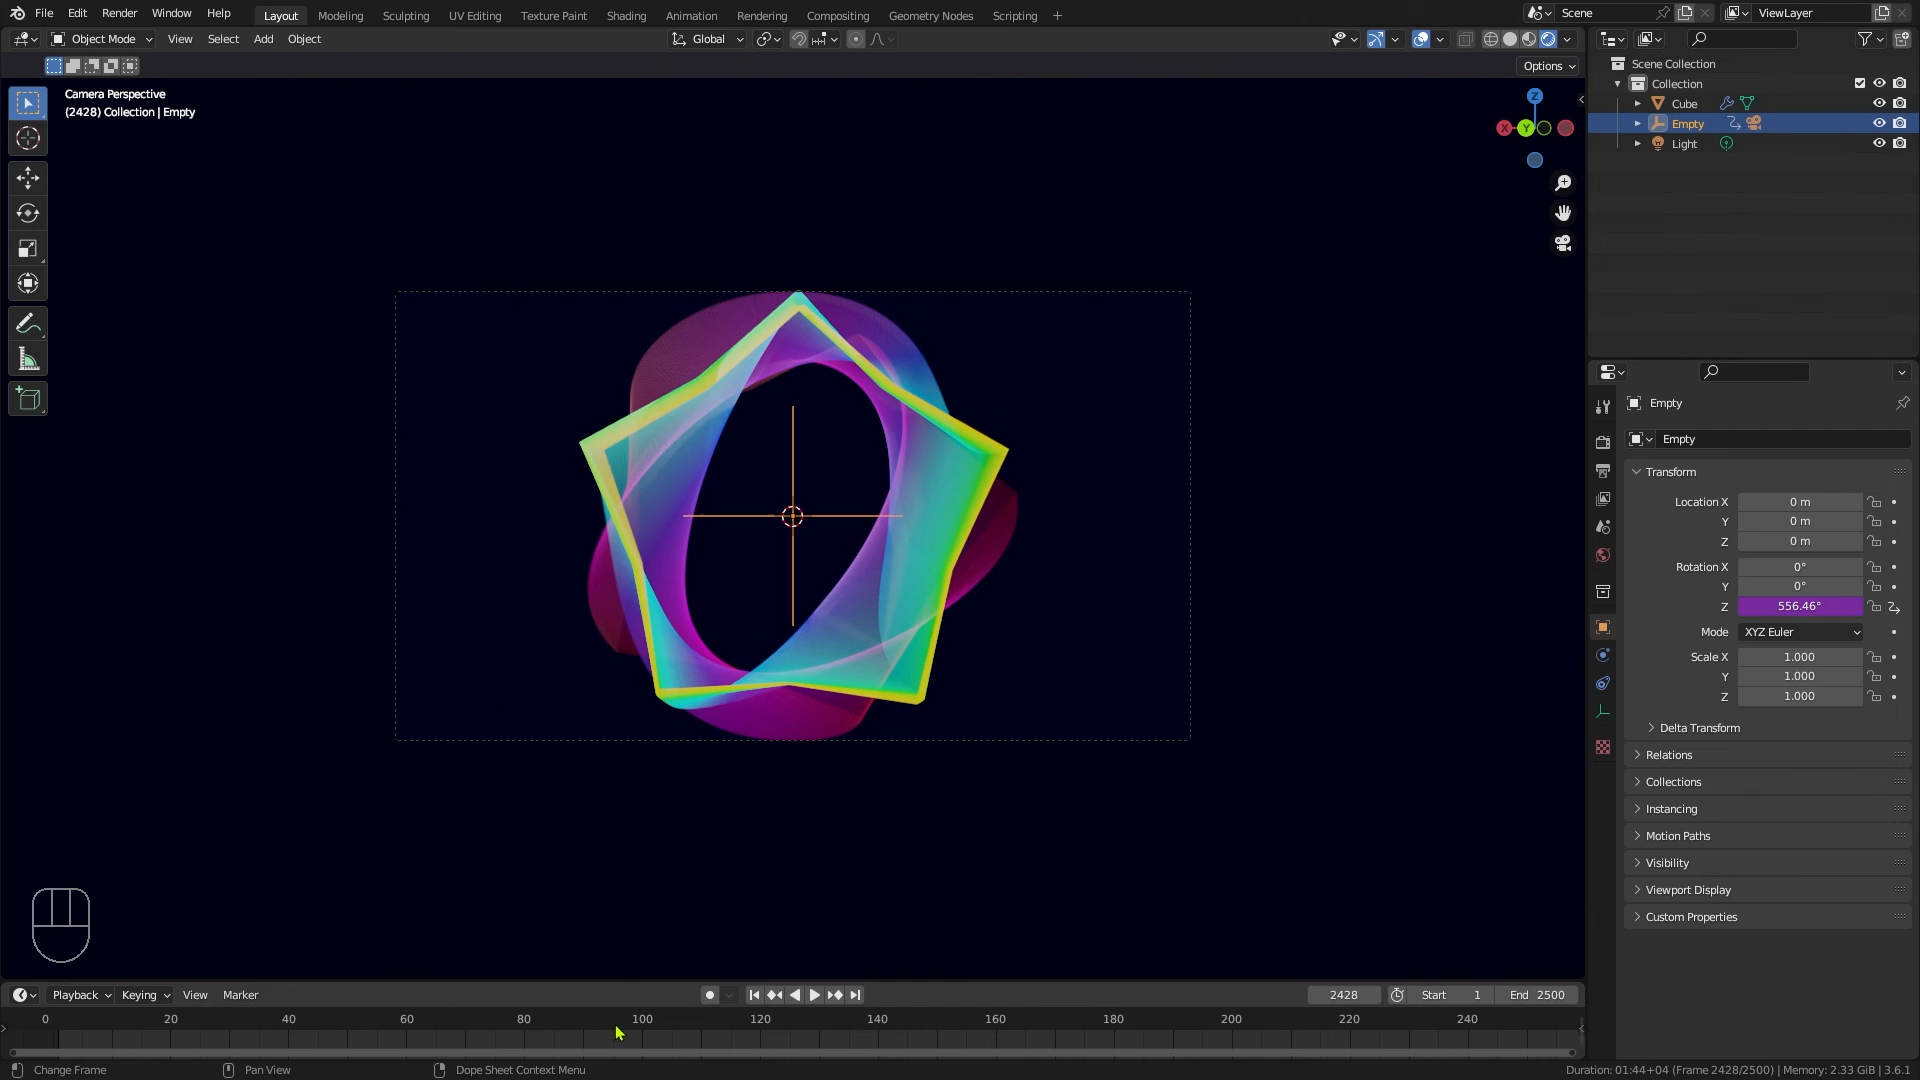 File Edit Render Window Help Layout Modeling Sculpting UV Editing Texture Paint Shading Animation Rendering Compositing Geometry Nodes Scripting + Scene ViewLayer
Object Mode View Select Add Object Global
Options
Camera Perspective
(2428) Collection | Empty
Z
X
Y
Scene Collection
Collection
Cube
Empty
Light
Empty
Empty
Transform
Location X 0 m
Y 0 m
Z 0 m
Rotation X 0°
Y 0°
Z 556.46°
Mode XYZ Euler
Scale X 1.000
Y 1.000
Z 1.000
Delta Transform
Relations
Collections
Instancing
Motion Paths
Visibility
Viewport Display
Custom Properties
Playback Keying View Marker 2428 Start 1 End 2500
0 20 40 60 80 100 120 140 160 180 200 220 240
Change Frame Pan View Dope Sheet Context Menu Duration: 01:44+04 (Frame 2428/2500) | Memory: 2.33 GiB | 3.6.1